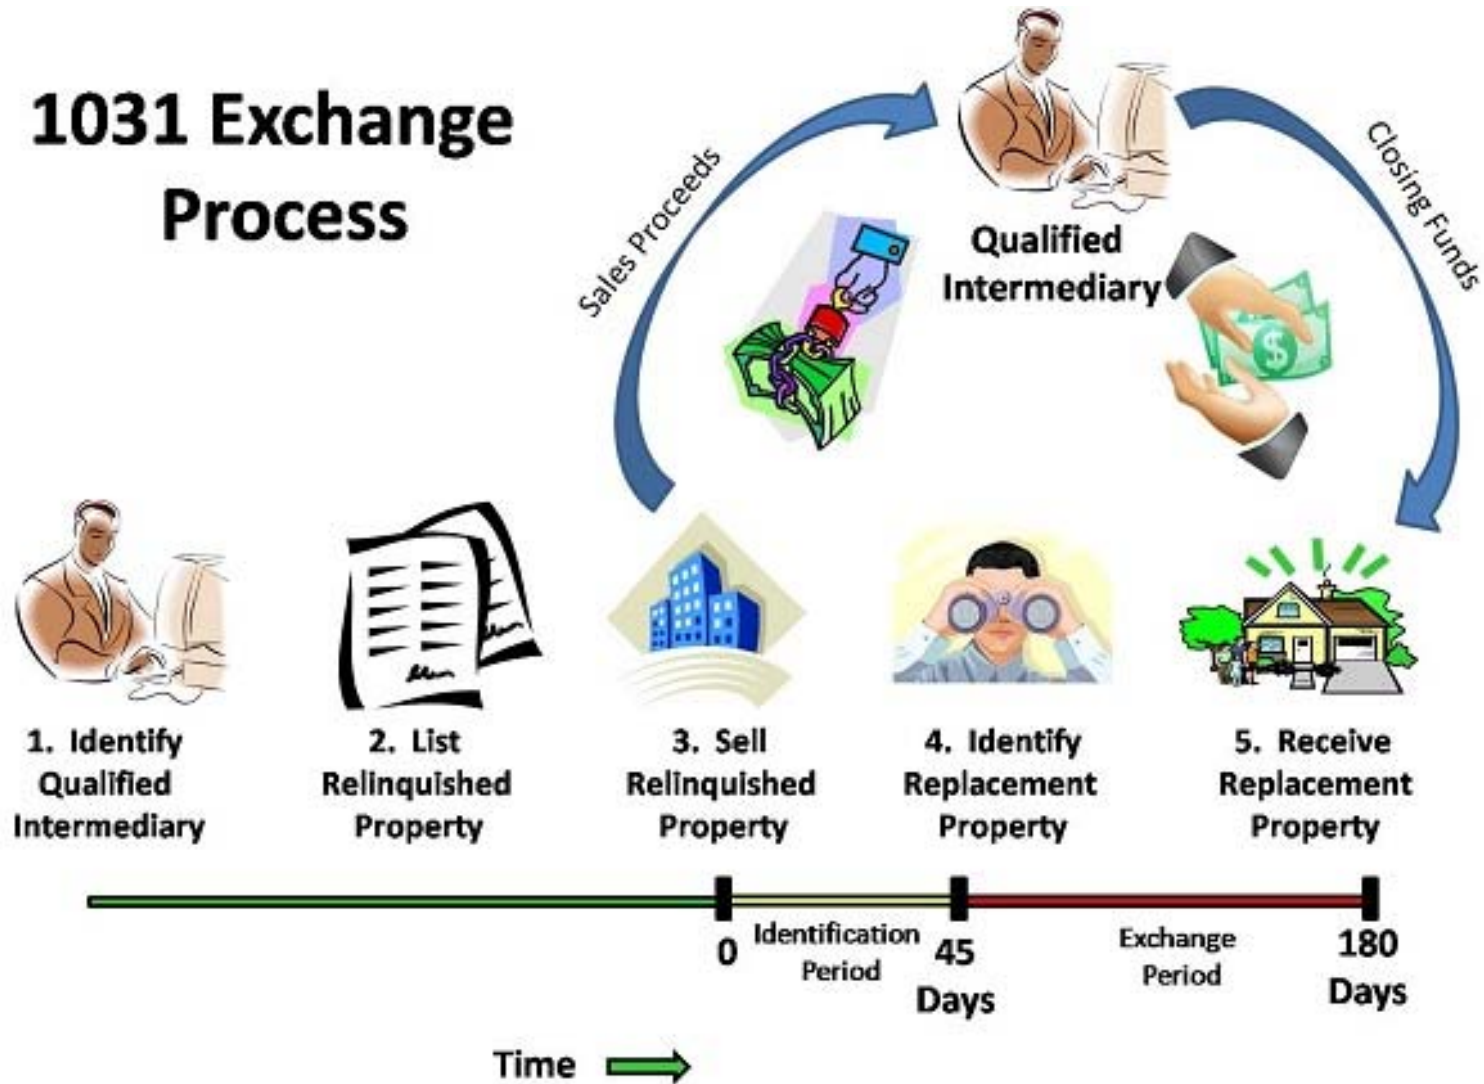 1031 Exchange
Process
Sales Proceeds
Closing Funds
Qualified
Intermediary
1. Identify
Qualified
Intermediary
2. List
Relinquished
Property
3. Sell
Relinquished
Property
4. Identify
Replacement
Property
5. Receive
Replacement
Property
0
Identification
Period
45
Days
Exchange
Period
180
Days
Time
$